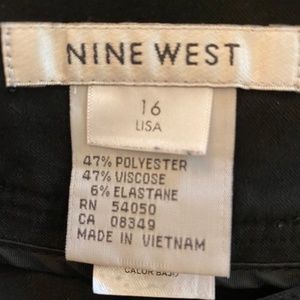 NINE WEST
16
LISA
47% POLYESTER
47% VISCOSE
6% ELASTANE
RN 54050
CA 08349
MADE IN VIETNAM
CALOR BAJO